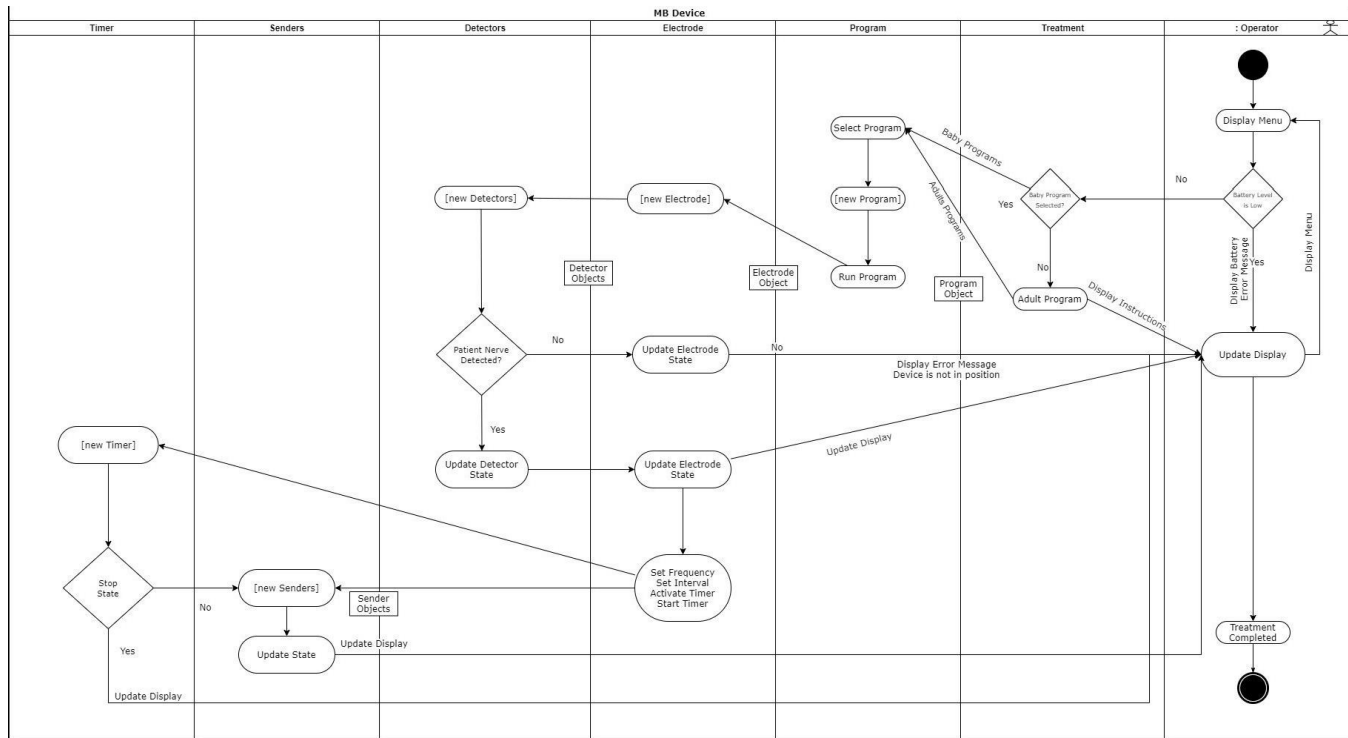 MB Device
Timer
Senders
Detectors
Electrode
Program
Treatment
: Operator
Display Menu
Select Program
Baby Programs
No
Baby Program
Selected?
Battery Level
is Low
Yes
Adults Programs
[new Detectors]
[new Electrode]
[new Program]
Display Menu
Display Battery
Error Message
Yes
No
Detector
Objects
Electrode
Object
Run Program
Program
Object
Adult Program
Display Instructions
Patient Nerve
Detected?
No
Update Electrode
State
No
Display Error Message
Device is not in position
Update Display
Yes
[new Timer]
Update Detector
State
Update Electrode
State
Update Display
Stop
State
No
[new Senders]
Sender
Objects
Set Frequency
Set Interval
Activate Timer
Start Timer
Yes
Update State
Update Display
Treatment
Completed
Update Display